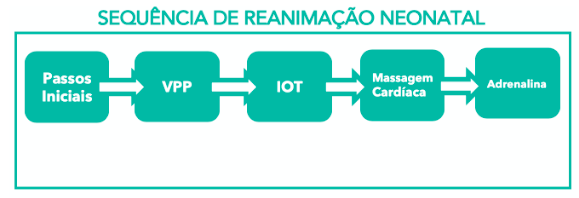 SEQUÊNCIA DE REANIMAÇÃO NEONATAL
Passos
Iniciais
VPP
IOT
Massagem
Cardíaca
Adrenalina